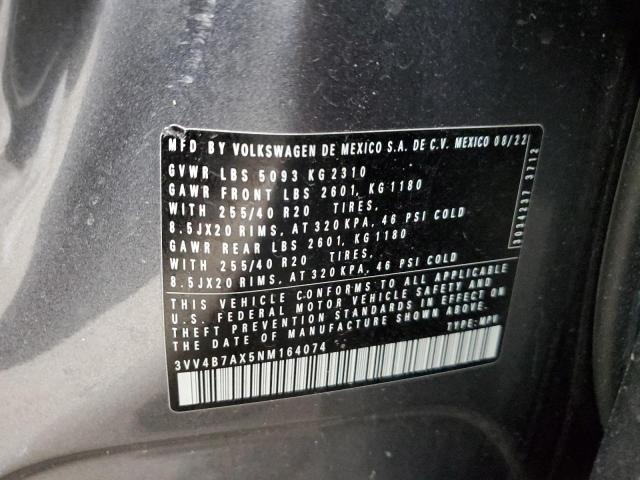 MFD BY VOLKSWAGEN DE MEXICO S.A. DE C.V. MEXICO 08/22
GVWR LBS 5093 KG 2310
GAWR FRONT LBS 2601, KG 1180
WITH 255/40 R20 TIRES,
8.5JX20 RIMS, AT 320 KPA, 46 PSI COLD
GAWR REAR LBS 2601, KG 1180
WITH 255/40 R20 TIRES,
8.5JX20 RIMS, AT 320 KPA, 46 PSI COLD
THIS VEHICLE CONFORMS TO ALL APPLICABLE
U.S. FEDERAL MOTOR VEHICLE SAFETY AND
THEFT PREVENTION STANDARDS IN EFFECT ON
THE DATE OF MANUFACTURE SHOWN ABOVE.
3VV4B7AX5NM164074 TYPE: MPV